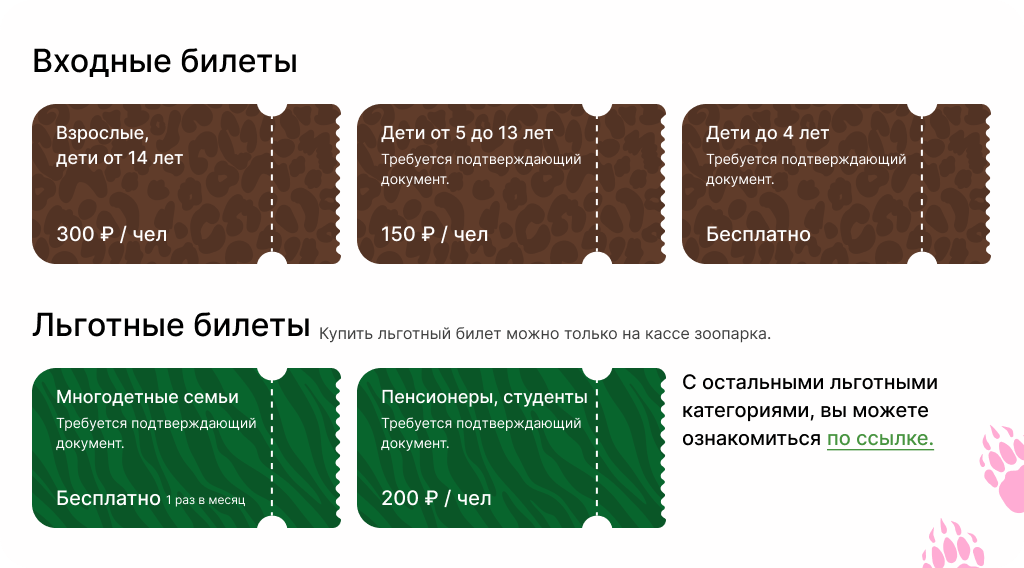 Входные билеты
Взрослые,
дети от 14 лет
300 ₽ / чел
Дети от 5 до 13 лет
Требуется подтверждающий
документ.
150 ₽ / чел
Дети до 4 лет
Требуется подтверждающий
документ.
Бесплатно
Льготные билеты Купить льготный билет можно только на кассе зоопарка.
Многодетные семьи
Требуется подтверждающий
документ.
Бесплатно 1 раз в месяц
Пенсионеры, студенты
Требуется подтверждающий
документ.
200 ₽ / чел
С остальными льготными
категориями, вы можете
ознакомиться по ссылке.